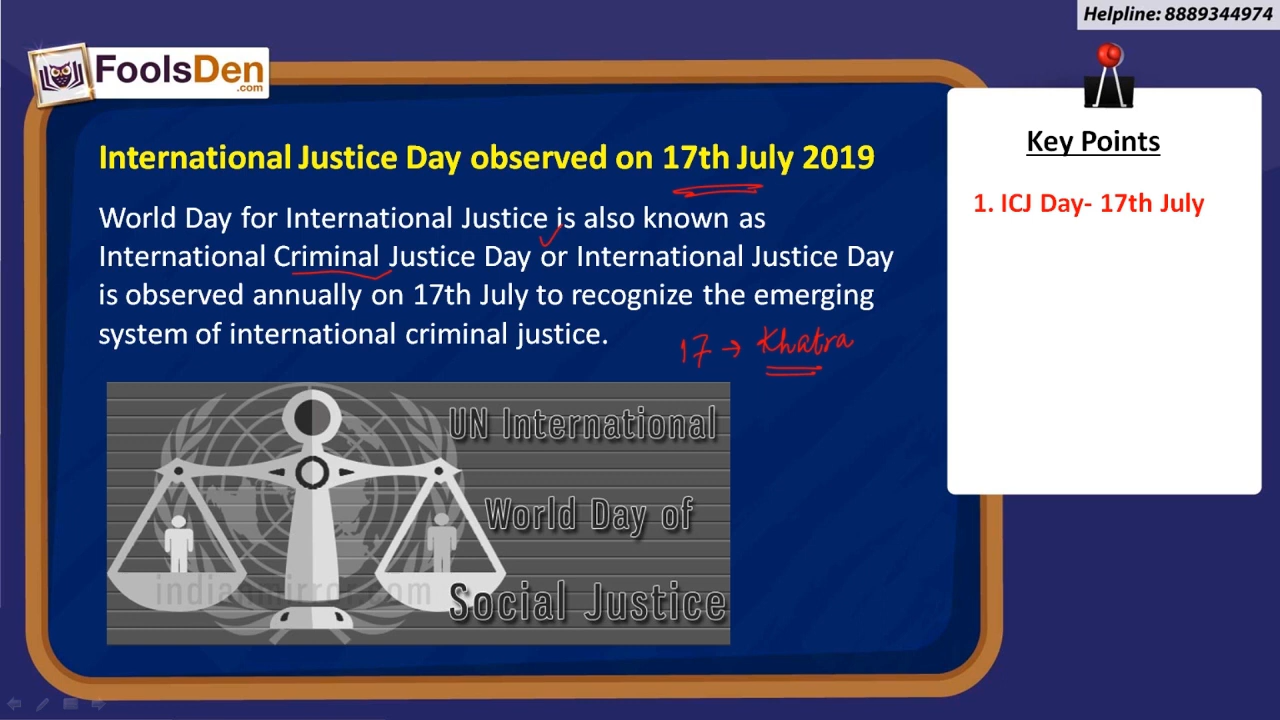 Helpline: 8889344974
FoolsDen
.com
International Justice Day observed on 17th July 2019
World Day for International Justice is also known as
International Criminal Justice Day or International Justice Day
is observed annually on 17th July to recognize the emerging
system of international criminal justice.
17 → Khatra
UN International
World Day of
Social Justice
indianmirror.com
Key Points
1. ICJ Day- 17th July